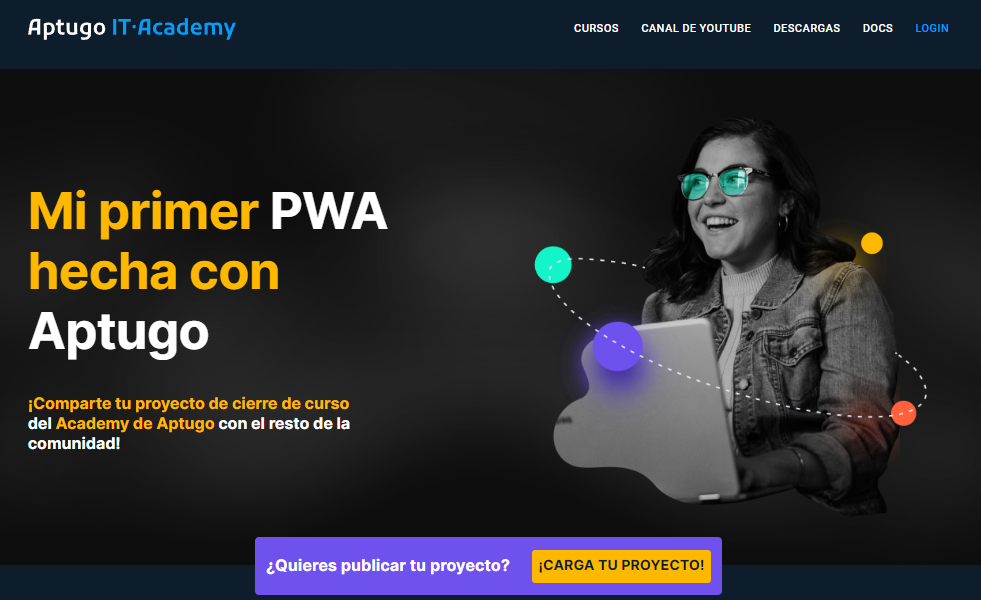 Aptugo IT·Academy
CURSOS CANAL DE YOUTUBE DESCARGAS DOCS LOGIN
Mi primer PWA
hecha con
Aptugo
¡Comparte tu proyecto de cierre de curso
del Academy de Aptugo con el resto de la
comunidad!
¿Quieres publicar tu proyecto? ¡CARGA TU PROYECTO!